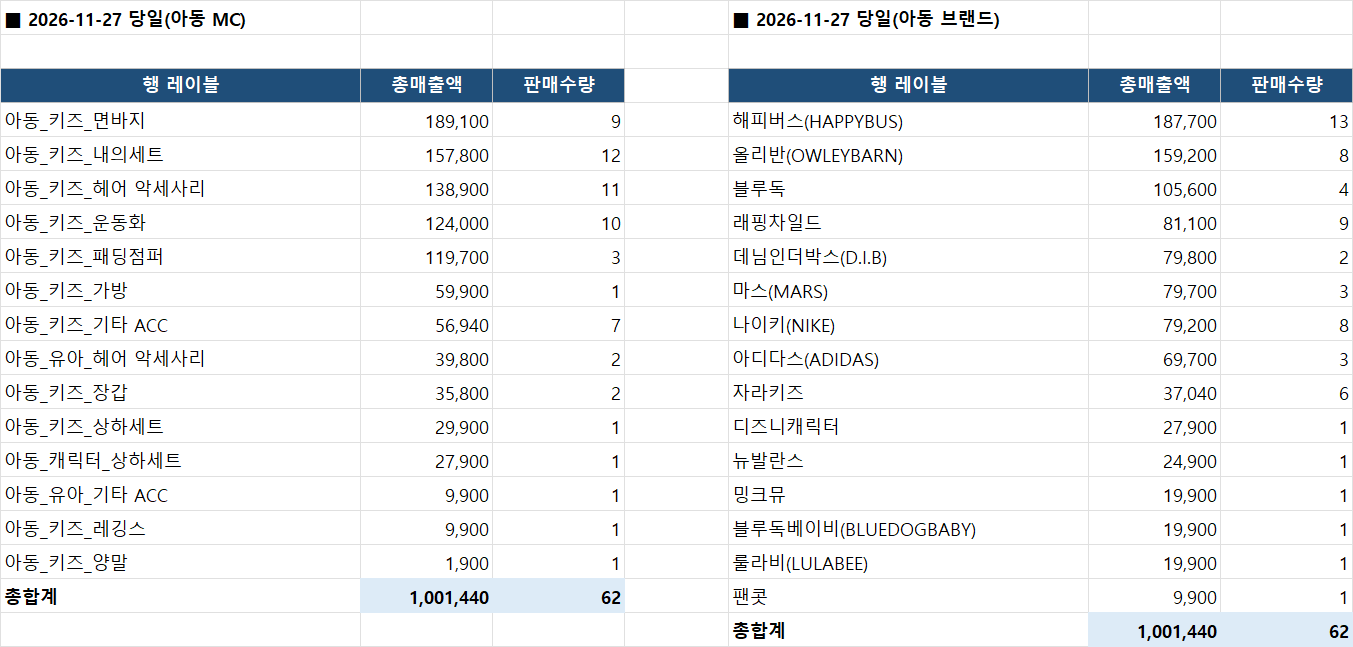 ■ 2026-11-27 당일(아동 MC)
행 레이블 총매출액 판매수량
아동_키즈_면바지 189,100 9
아동_키즈_내의세트 157,800 12
아동_키즈_헤어 악세사리 138,900 11
아동_키즈_운동화 124,000 10
아동_키즈_패딩점퍼 119,700 3
아동_키즈_가방 59,900 1
아동_키즈_기타 ACC 56,940 7
아동_유아_헤어 악세사리 39,800 2
아동_키즈_장갑 35,800 2
아동_키즈_상하세트 29,900 1
아동_캐릭터_상하세트 27,900 1
아동_유아_기타 ACC 9,900 1
아동_키즈_레깅스 9,900 1
아동_키즈_양말 1,900 1
총합계 1,001,440 62
■ 2026-11-27 당일(아동 브랜드)
행 레이블 총매출액 판매수량
해피버스(HAPPYBUS) 187,700 13
올리반(OWLEYBARN) 159,200 8
블루독 105,600 4
래핑차일드 81,100 9
데님인더박스(D.I.B) 79,800 2
마스(MARS) 79,700 3
나이키(NIKE) 79,200 8
아디다스(ADIDAS) 69,700 3
자라키즈 37,040 6
디즈니캐릭터 27,900 1
뉴발란스 24,900 1
밍크뮤 19,900 1
블루독베이비(BLUEDOGBABY) 19,900 1
룰라비(LULABEE) 19,900 1
팬콧 9,900 1
총합계 1,001,440 62